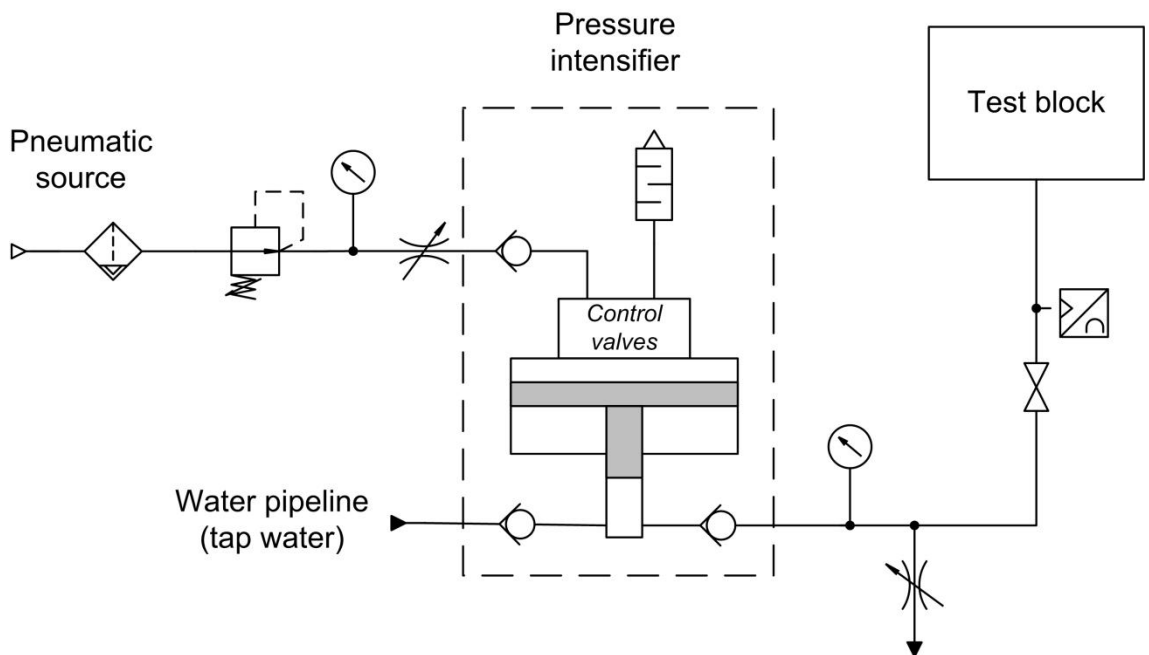 Pressure
intensifier
Test block
Pneumatic
source
Control
valves
Water pipeline
(tap water)